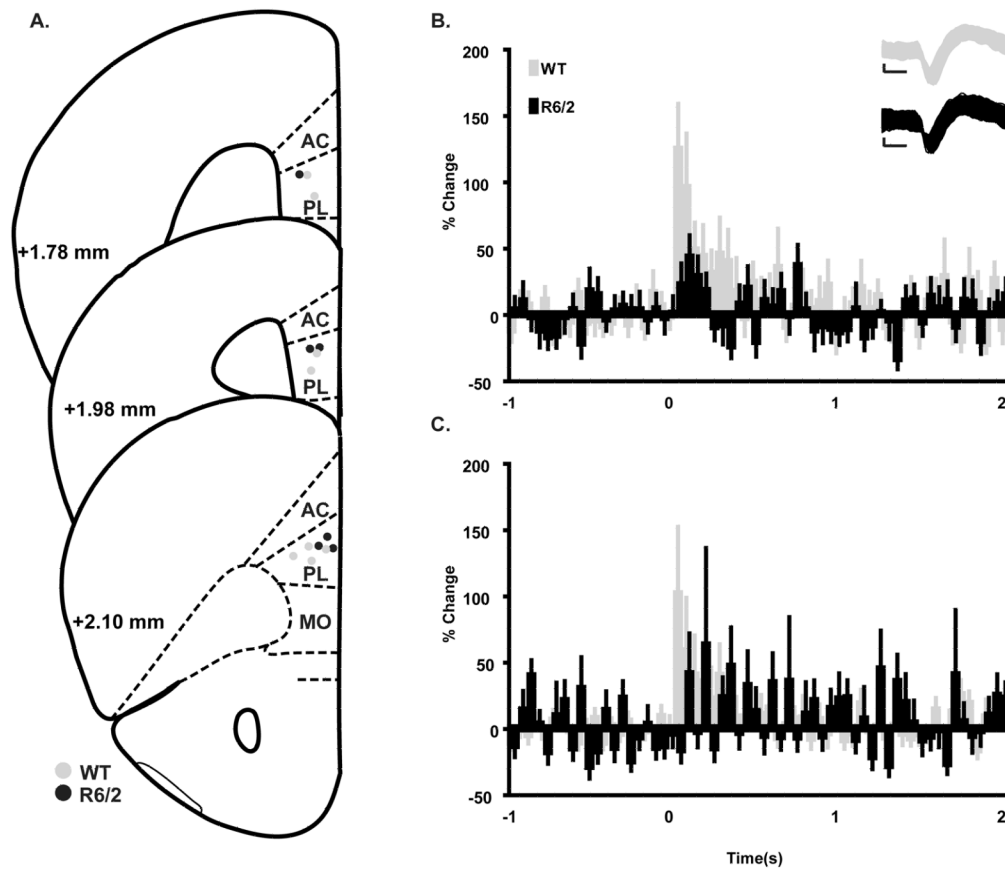 A.
AC
PL
+1.78 mm
AC
PL
+1.98 mm
AC
PL
MO
+2.10 mm
WT
R6/2
B.
200
150
100
50
0
-50
% Change
WT
R6/2
-1 0 1 2
C.
200
150
100
50
0
-50
% Change
-1 0 1 2
Time(s)